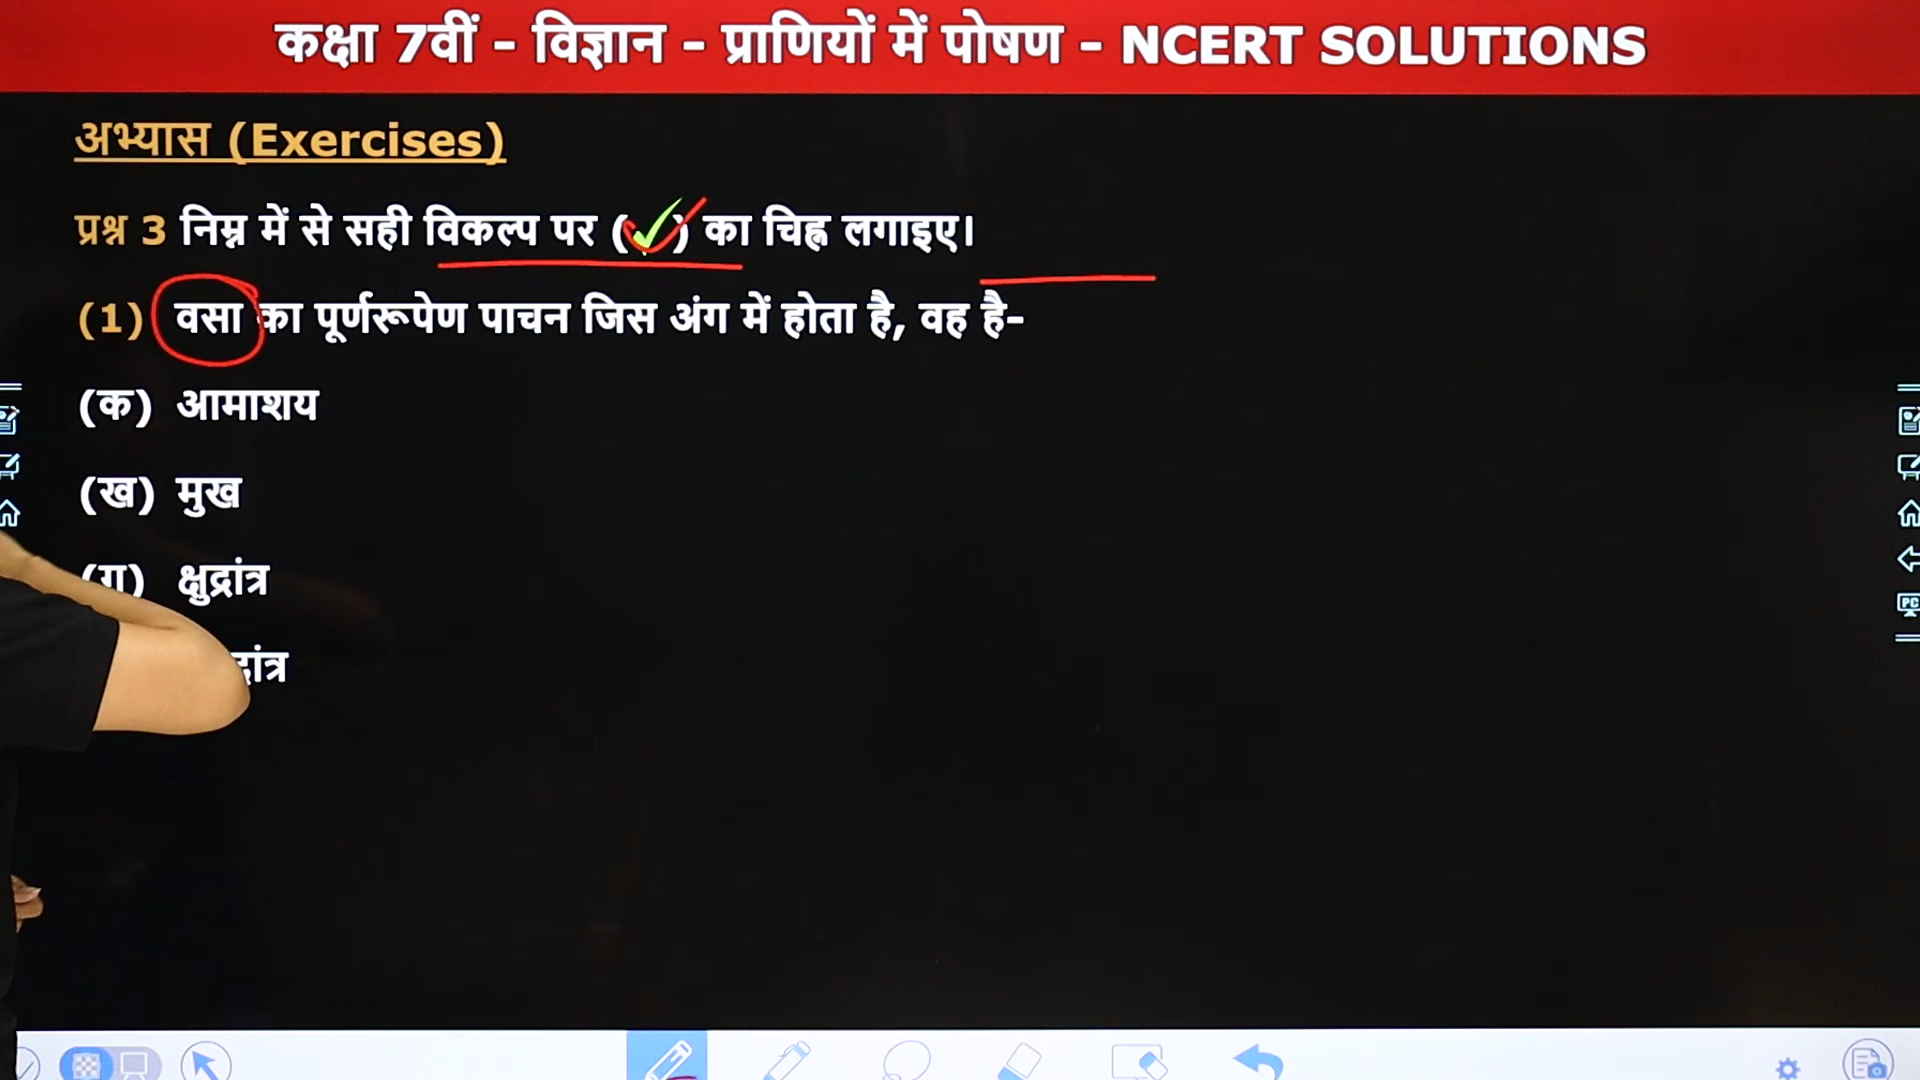 कक्षा 7वीं - विज्ञान - प्राणियों में पोषण - NCERT SOLUTIONS
अभ्यास (Exercises)
प्रश्न 3 निम्न में से सही विकल्प पर (✓) का चिह्न लगाइए।
(1) वसा का पूर्णरूपेण पाचन जिस अंग में होता है, वह है-
(क) आमाशय
(ख) मुख
(ग) क्षुद्रांत्र
PC